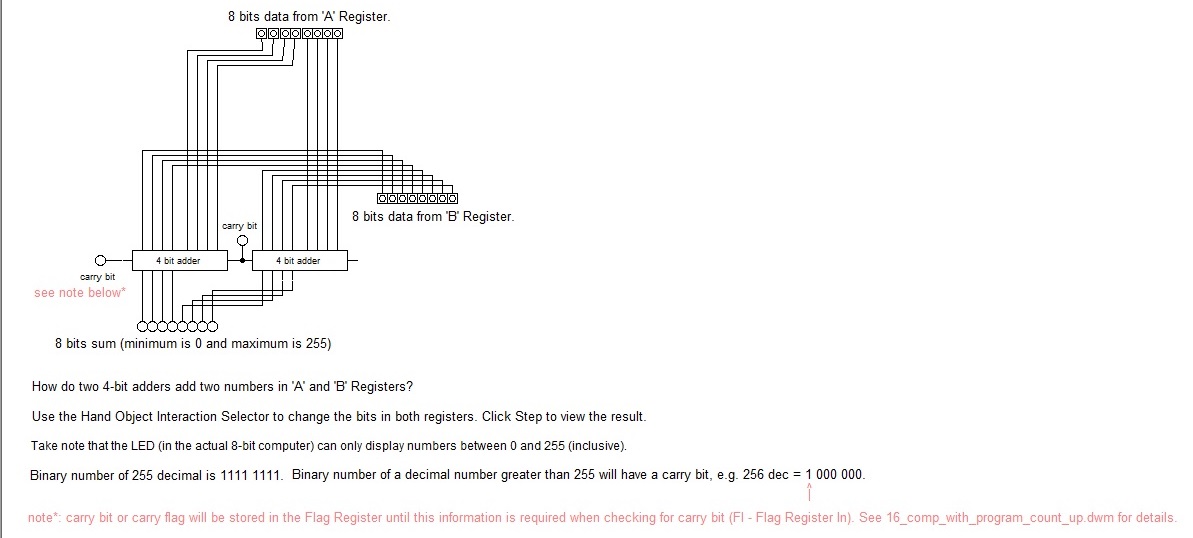 8 bits data from 'A' Register.
8 bits data from 'B' Register.
carry bit
4 bit adder
4 bit adder
carry bit
see note below*
8 bits sum (minimum is 0 and maximum is 255)
How do two 4-bit adders add two numbers in 'A' and 'B' Registers?
Use the Hand Object Interaction Selector to change the bits in both registers. Click Step to view the result.
Take note that the LED (in the actual 8-bit computer) can only display numbers between 0 and 255 (inclusive).
Binary number of 255 decimal is 1111 1111. Binary number of a decimal number greater than 255 will have a carry bit, e.g. 256 dec = 1 000 000.
note*: carry bit or carry flag will be stored in the Flag Register until this information is required when checking for carry bit (FI - Flag Register In). See 16_comp_with_program_count_up.dwm for details.